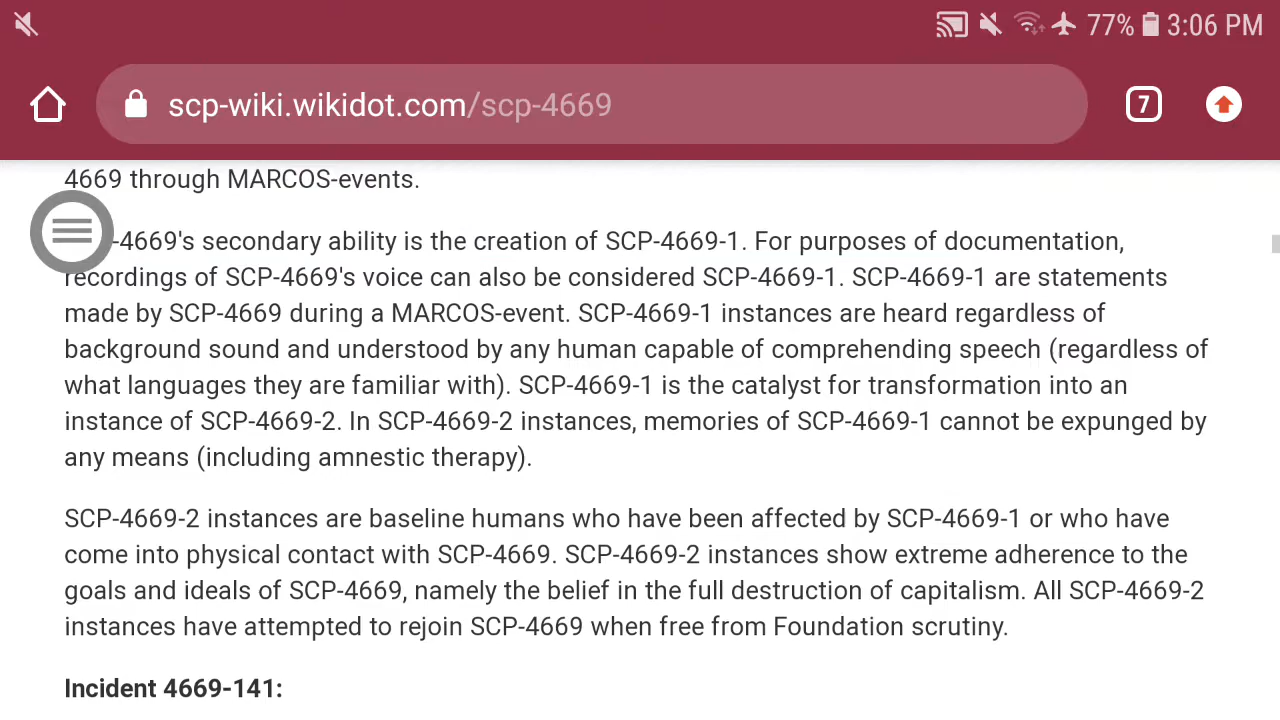 77% 3:06 PM
scp-wiki.wikidot.com/scp-4669 7
4669 through MARCOS-events.
-4669's secondary ability is the creation of SCP-4669-1. For purposes of documentation,
recordings of SCP-4669's voice can also be considered SCP-4669-1. SCP-4669-1 are statements
made by SCP-4669 during a MARCOS-event. SCP-4669-1 instances are heard regardless of
background sound and understood by any human capable of comprehending speech (regardless of
what languages they are familiar with). SCP-4669-1 is the catalyst for transformation into an
instance of SCP-4669-2. In SCP-4669-2 instances, memories of SCP-4669-1 cannot be expunged by
any means (including amnestic therapy).
SCP-4669-2 instances are baseline humans who have been affected by SCP-4669-1 or who have
come into physical contact with SCP-4669. SCP-4669-2 instances show extreme adherence to the
goals and ideals of SCP-4669, namely the belief in the full destruction of capitalism. All SCP-4669-2
instances have attempted to rejoin SCP-4669 when free from Foundation scrutiny.
Incident 4669-141: